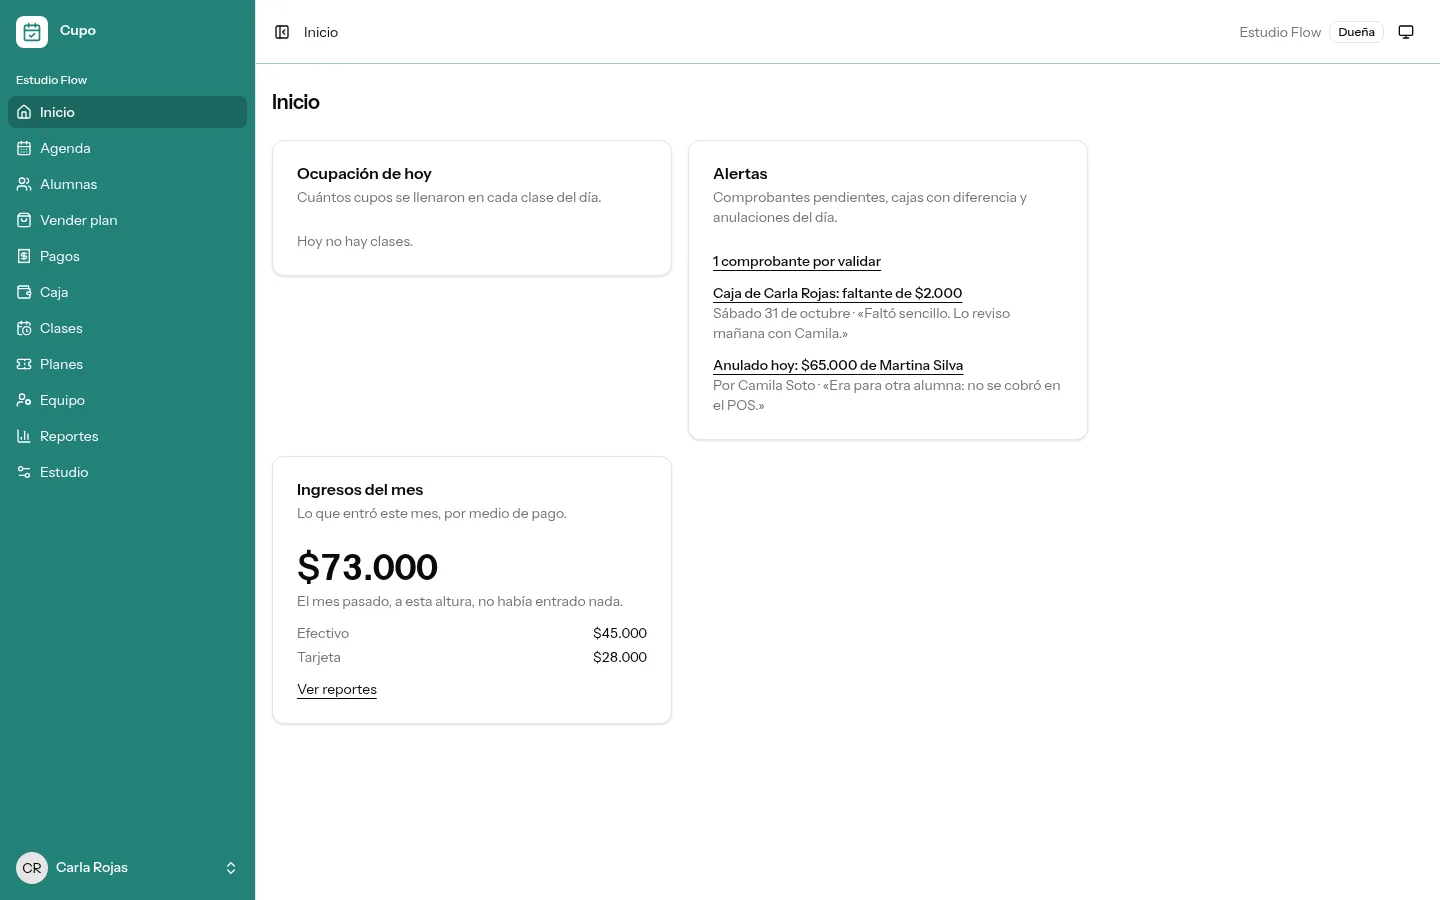 Cupo
Estudio Flow
Inicio
Agenda
Alumnas
Vender plan
Pagos
Caja
Clases
Planes
Equipo
Reportes
Estudio
CR
Carla Rojas
Inicio
Estudio Flow
Dueña
Inicio
Ocupación de hoy
Cuántos cupos se llenaron en cada clase del día.
Hoy no hay clases.
Alertas
Comprobantes pendientes, cajas con diferencia y
anulaciones del día.
1 comprobante por validar
Caja de Carla Rojas: faltante de $2.000
Sábado 31 de octubre · «Faltó sencillo. Lo reviso
mañana con Camila.»
Anulado hoy: $65.000 de Martina Silva
Por Camila Soto · «Era para otra alumna: no se cobró en
el POS.»
Ingresos del mes
Lo que entró este mes, por medio de pago.
$73.000
El mes pasado, a esta altura, no había entrado nada.
Efectivo $45.000
Tarjeta $28.000
Ver reportes